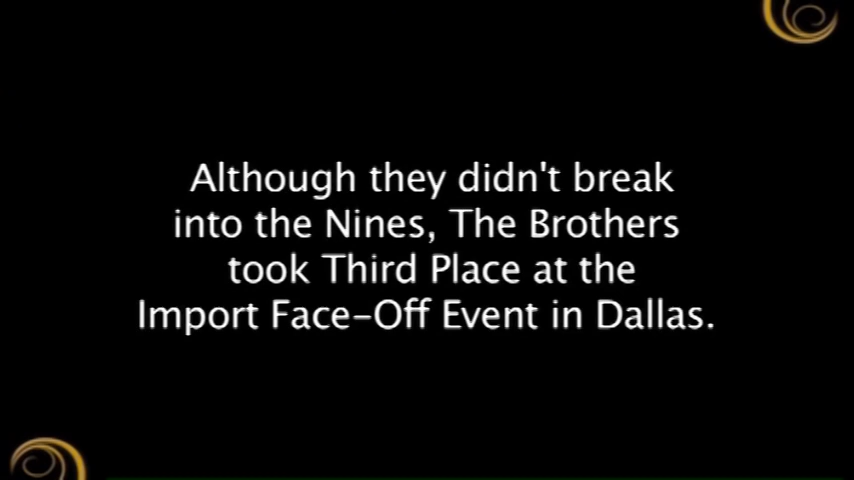 Although they didn't break
into the Nines, The Brothers
took Third Place at the
Import Face-Off Event in Dallas.